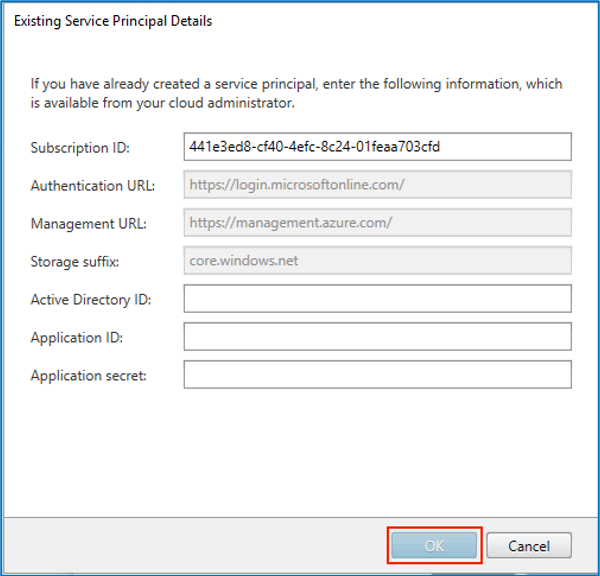 Existing Service Principal Details
If you have already created a service principal, enter the following information, which
is available from your cloud administrator.
Subscription ID: 441e3ed8-cf40-4efc-8c24-01feaa703cfd
Authentication URL: https://login.microsoftonline.com/
Management URL: https://management.azure.com/
Storage suffix: core.windows.net
Active Directory ID:
Application ID:
Application secret:
OK Cancel